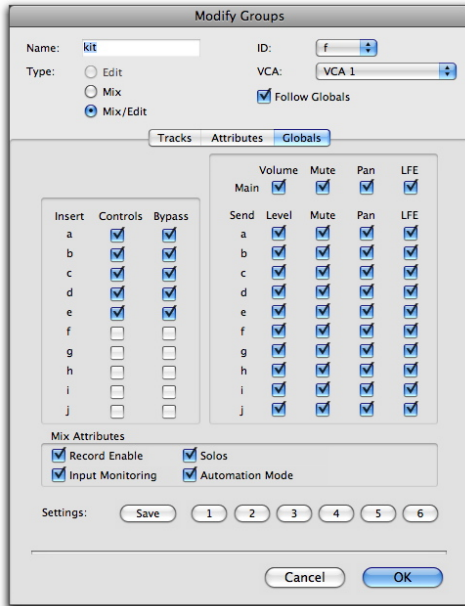 Modify Groups
Name: kit ID: f
Type: Edit VCA: VCA 1
Mix Follow Globals
Mix/Edit
Tracks Attributes Globals
Volume Mute Pan LFE
Main
Insert Controls Bypass Send Level Mute Pan LFE
a a
b b
c c
d d
e e
f f
g g
h h
i i
j j
Mix Attributes
Record Enable Solos
Input Monitoring Automation Mode
Settings: Save 1 2 3 4 5 6
Cancel OK